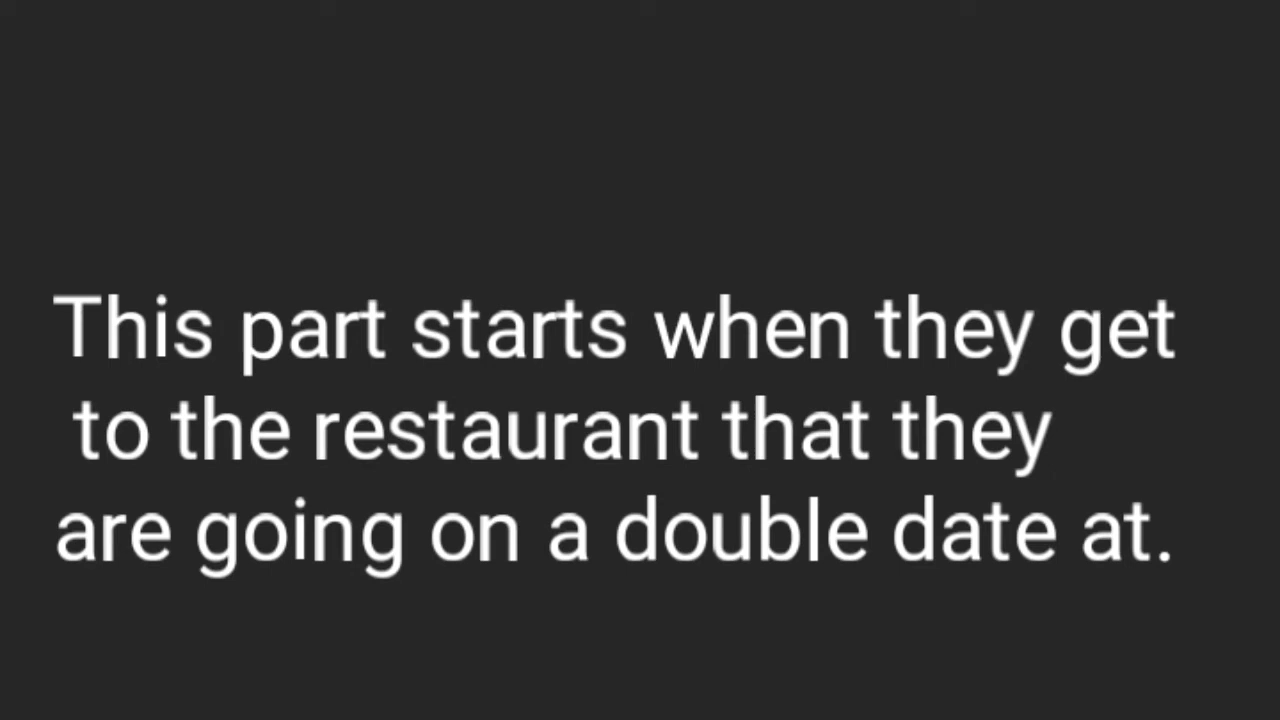 This part starts when they get
to the restaurant that they
are going on a double date at.